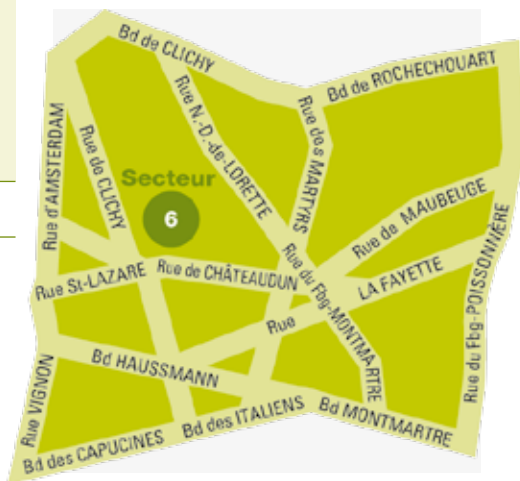 Bd de CLICHY
Bd de ROCHECHOUART
Rue d'AMSTERDAM
Rue de CLICHY
Rue N.-D.-de-LORETTE
Rue des MARTYRS
Secteur
6
Rue de MAUBEUGE
Rue St-LAZARE
Rue de CHÂTEAUDUN
Rue du Fbg-MONTMARTRE
Rue LA FAYETTE
Rue du Fbg-POISSONNIÈRE
Bd HAUSSMANN
Rue VIGNON
Bd des CAPUCINES
Bd des ITALIENS
Bd MONTMARTRE